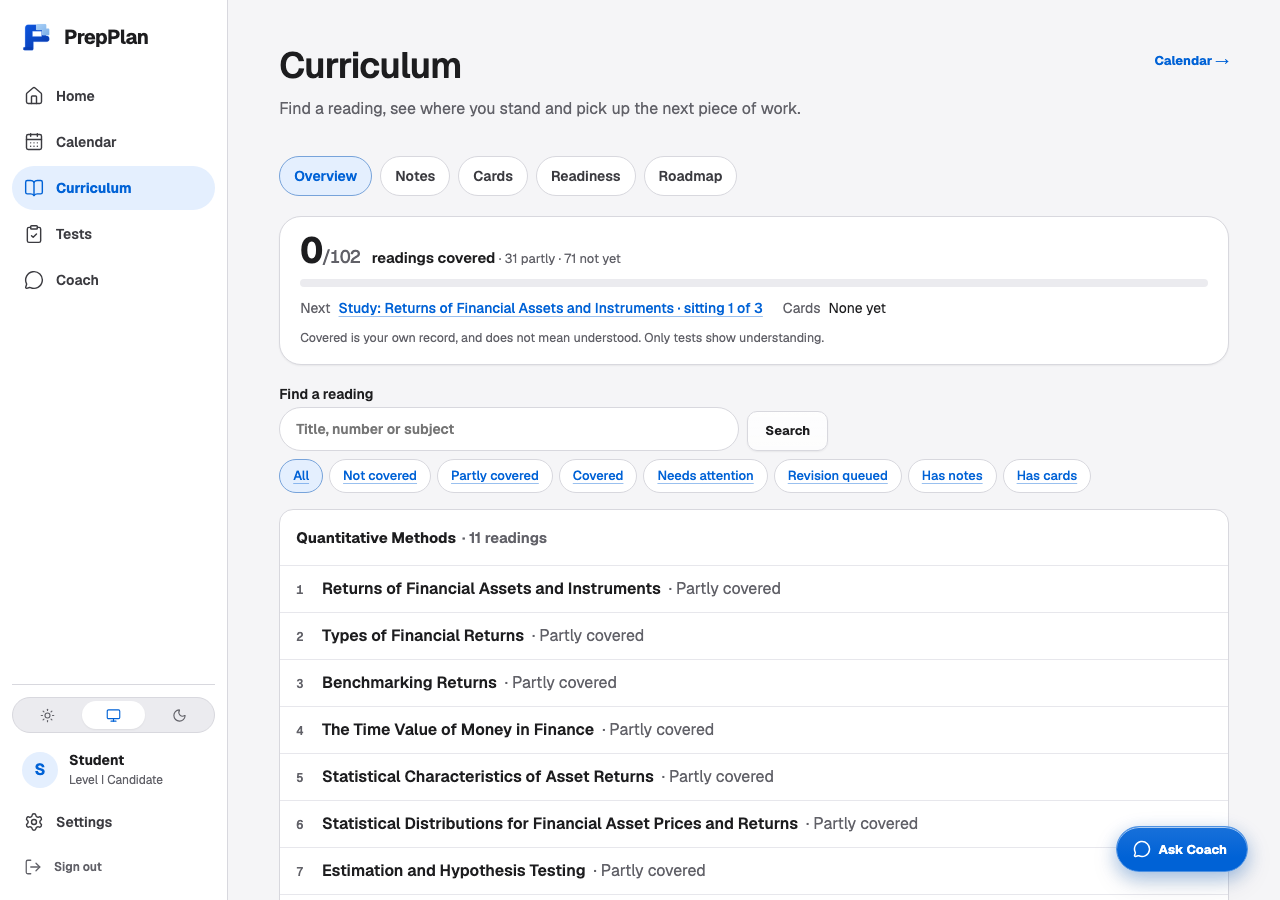 PrepPlan
Home
Calendar
Curriculum
Tests
Coach
S
Student
Level I Candidate
Settings
Sign out
Curriculum
Calendar →
Find a reading, see where you stand and pick up the next piece of work.
Overview
Notes
Cards
Readiness
Roadmap
0/102 readings covered · 31 partly · 71 not yet
Next Study: Returns of Financial Assets and Instruments · sitting 1 of 3 Cards None yet
Covered is your own record, and does not mean understood. Only tests show understanding.
Find a reading
Title, number or subject
Search
All
Not covered
Partly covered
Covered
Needs attention
Revision queued
Has notes
Has cards
Quantitative Methods · 11 readings
1 Returns of Financial Assets and Instruments · Partly covered
2 Types of Financial Returns · Partly covered
3 Benchmarking Returns · Partly covered
4 The Time Value of Money in Finance · Partly covered
5 Statistical Characteristics of Asset Returns · Partly covered
6 Statistical Distributions for Financial Asset Prices and Returns · Partly covered
7 Estimation and Hypothesis Testing · Partly covered
Ask Coach